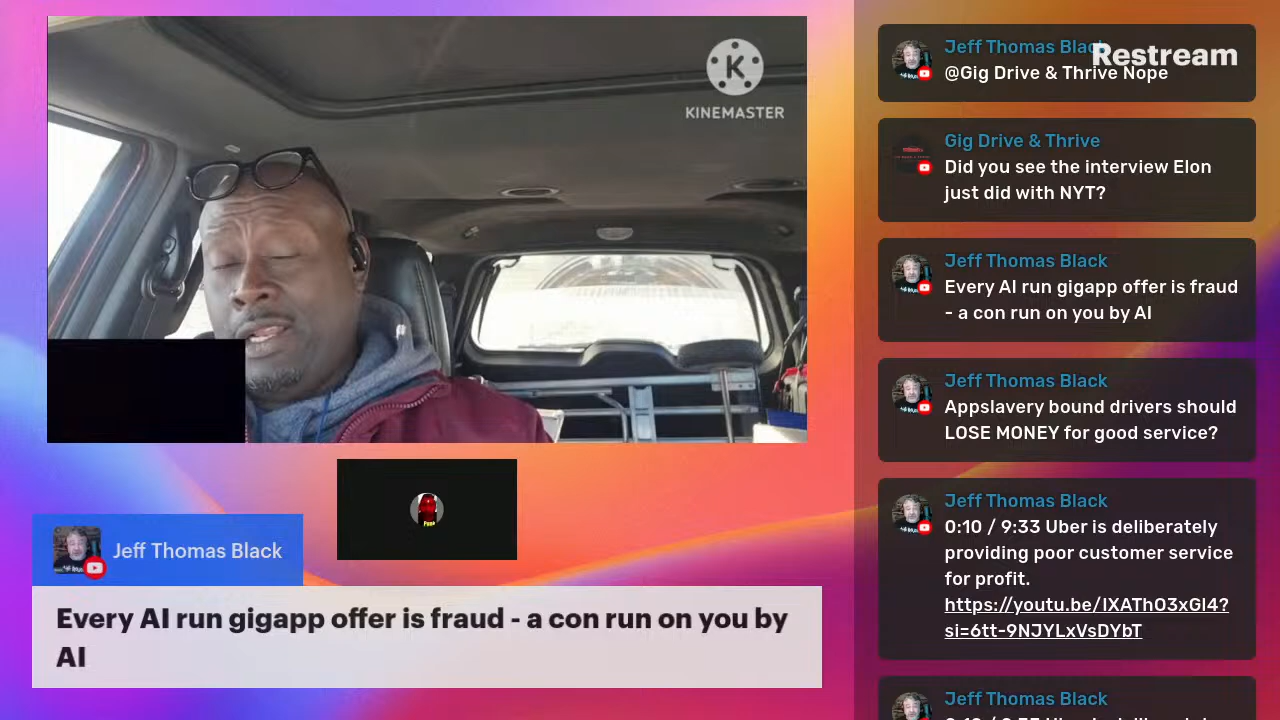 KINEMASTER
Jeff Thomas Black
Every AI run gigapp offer is fraud - a con run on you by
AI
Restream
@Gig Drive & Thrive Nope
Gig Drive & Thrive
Did you see the interview Elon
just did with NYT?
Jeff Thomas Black
Every AI run gigapp offer is fraud
- a con run on you by AI
Jeff Thomas Black
Appslavery bound drivers should
LOSE MONEY for good service?
Jeff Thomas Black
0:10 / 9:33 Uber is deliberately
providing poor customer service
for profit.
https://youtu.be/IXAThO3xGI4?
si=6tt-9NJYLxVsDYbT
Jeff Thomas Black